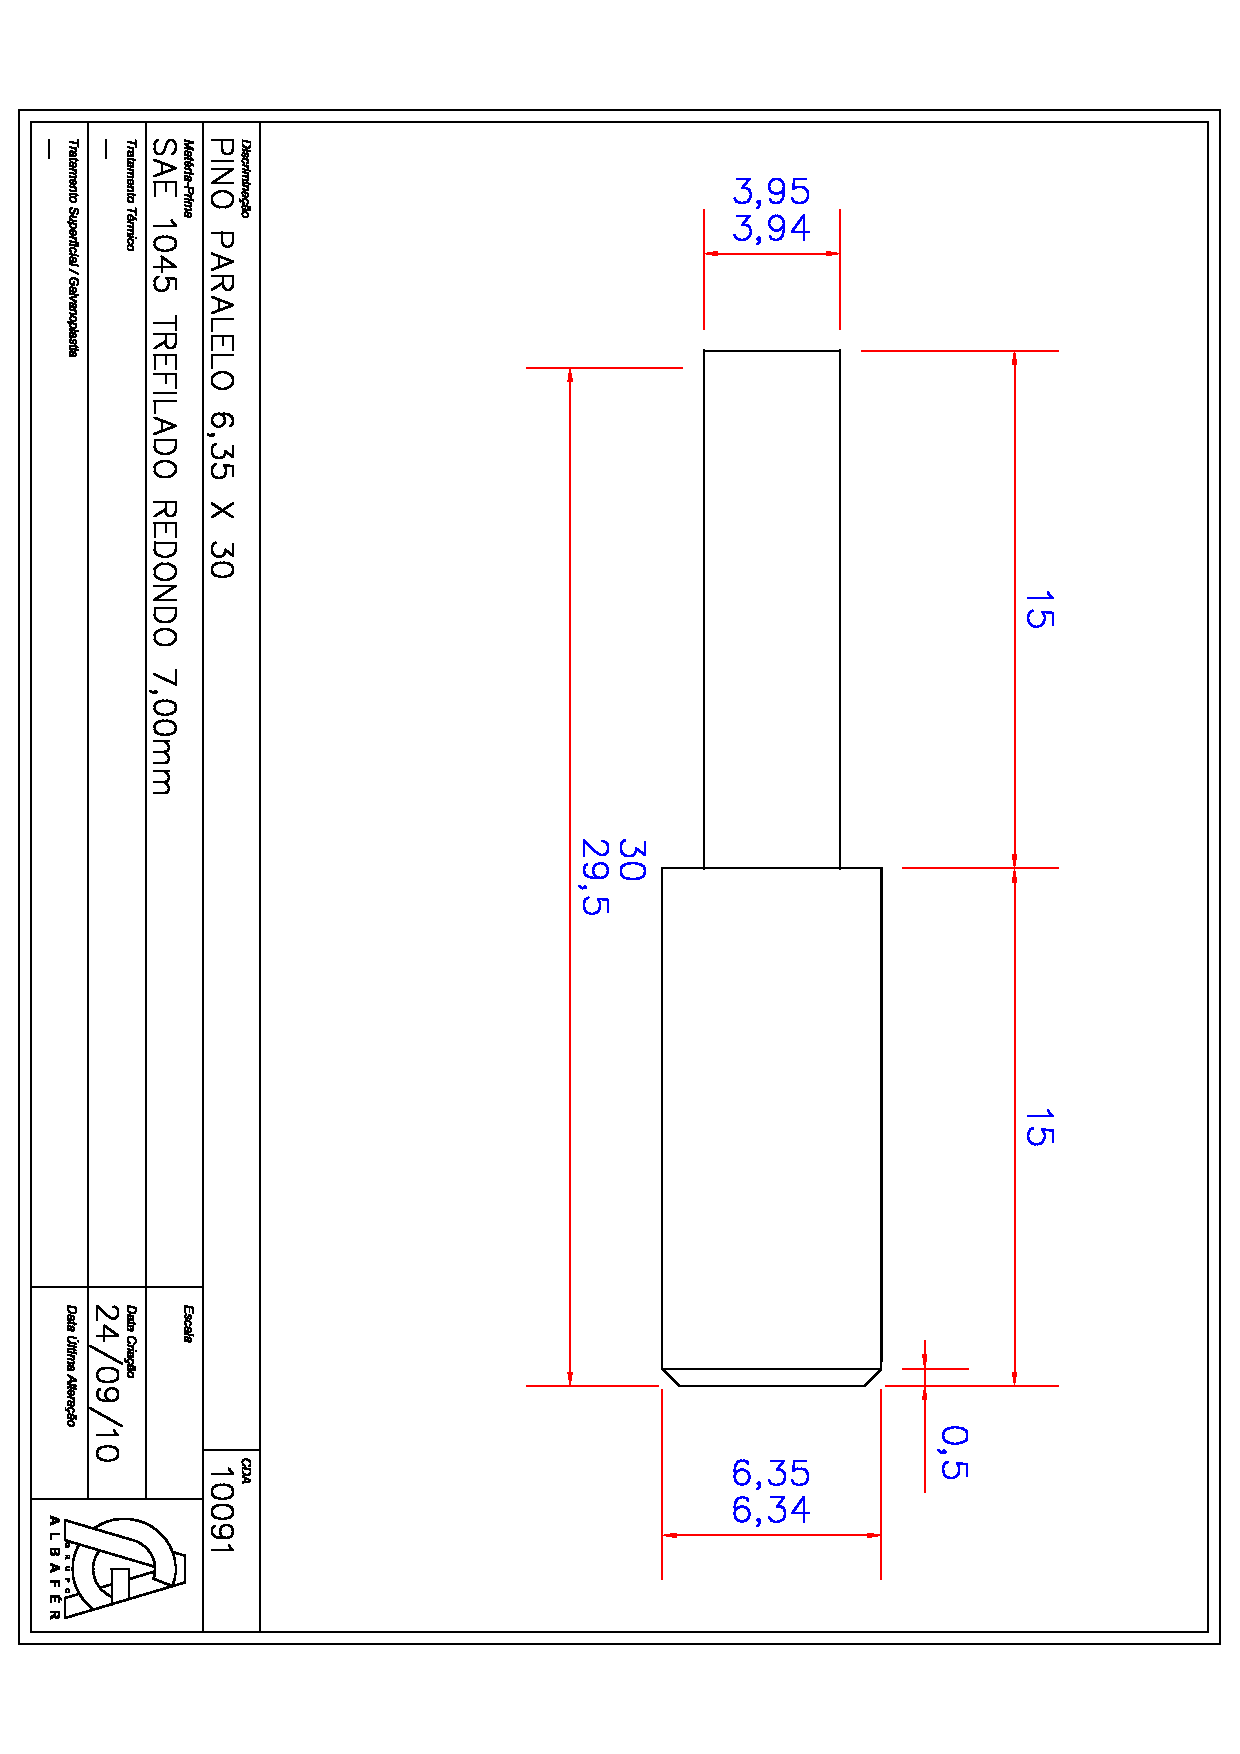 3,95
3,94
15
15
30
29,5
0,5
6,35
6,34
Discriminação
PINO PARALELO 6,35 X 30
CDA
10091
Matéria-Prima
SAE 1045 TREFILADO REDONDO 7,00mm
Escala
Tratamento Térmico
—
Data Criação
24/09/10
Tratamento Superficial / Galvanoplastia
—
Data Última Alteração
GRUPO
ALBAFÉR